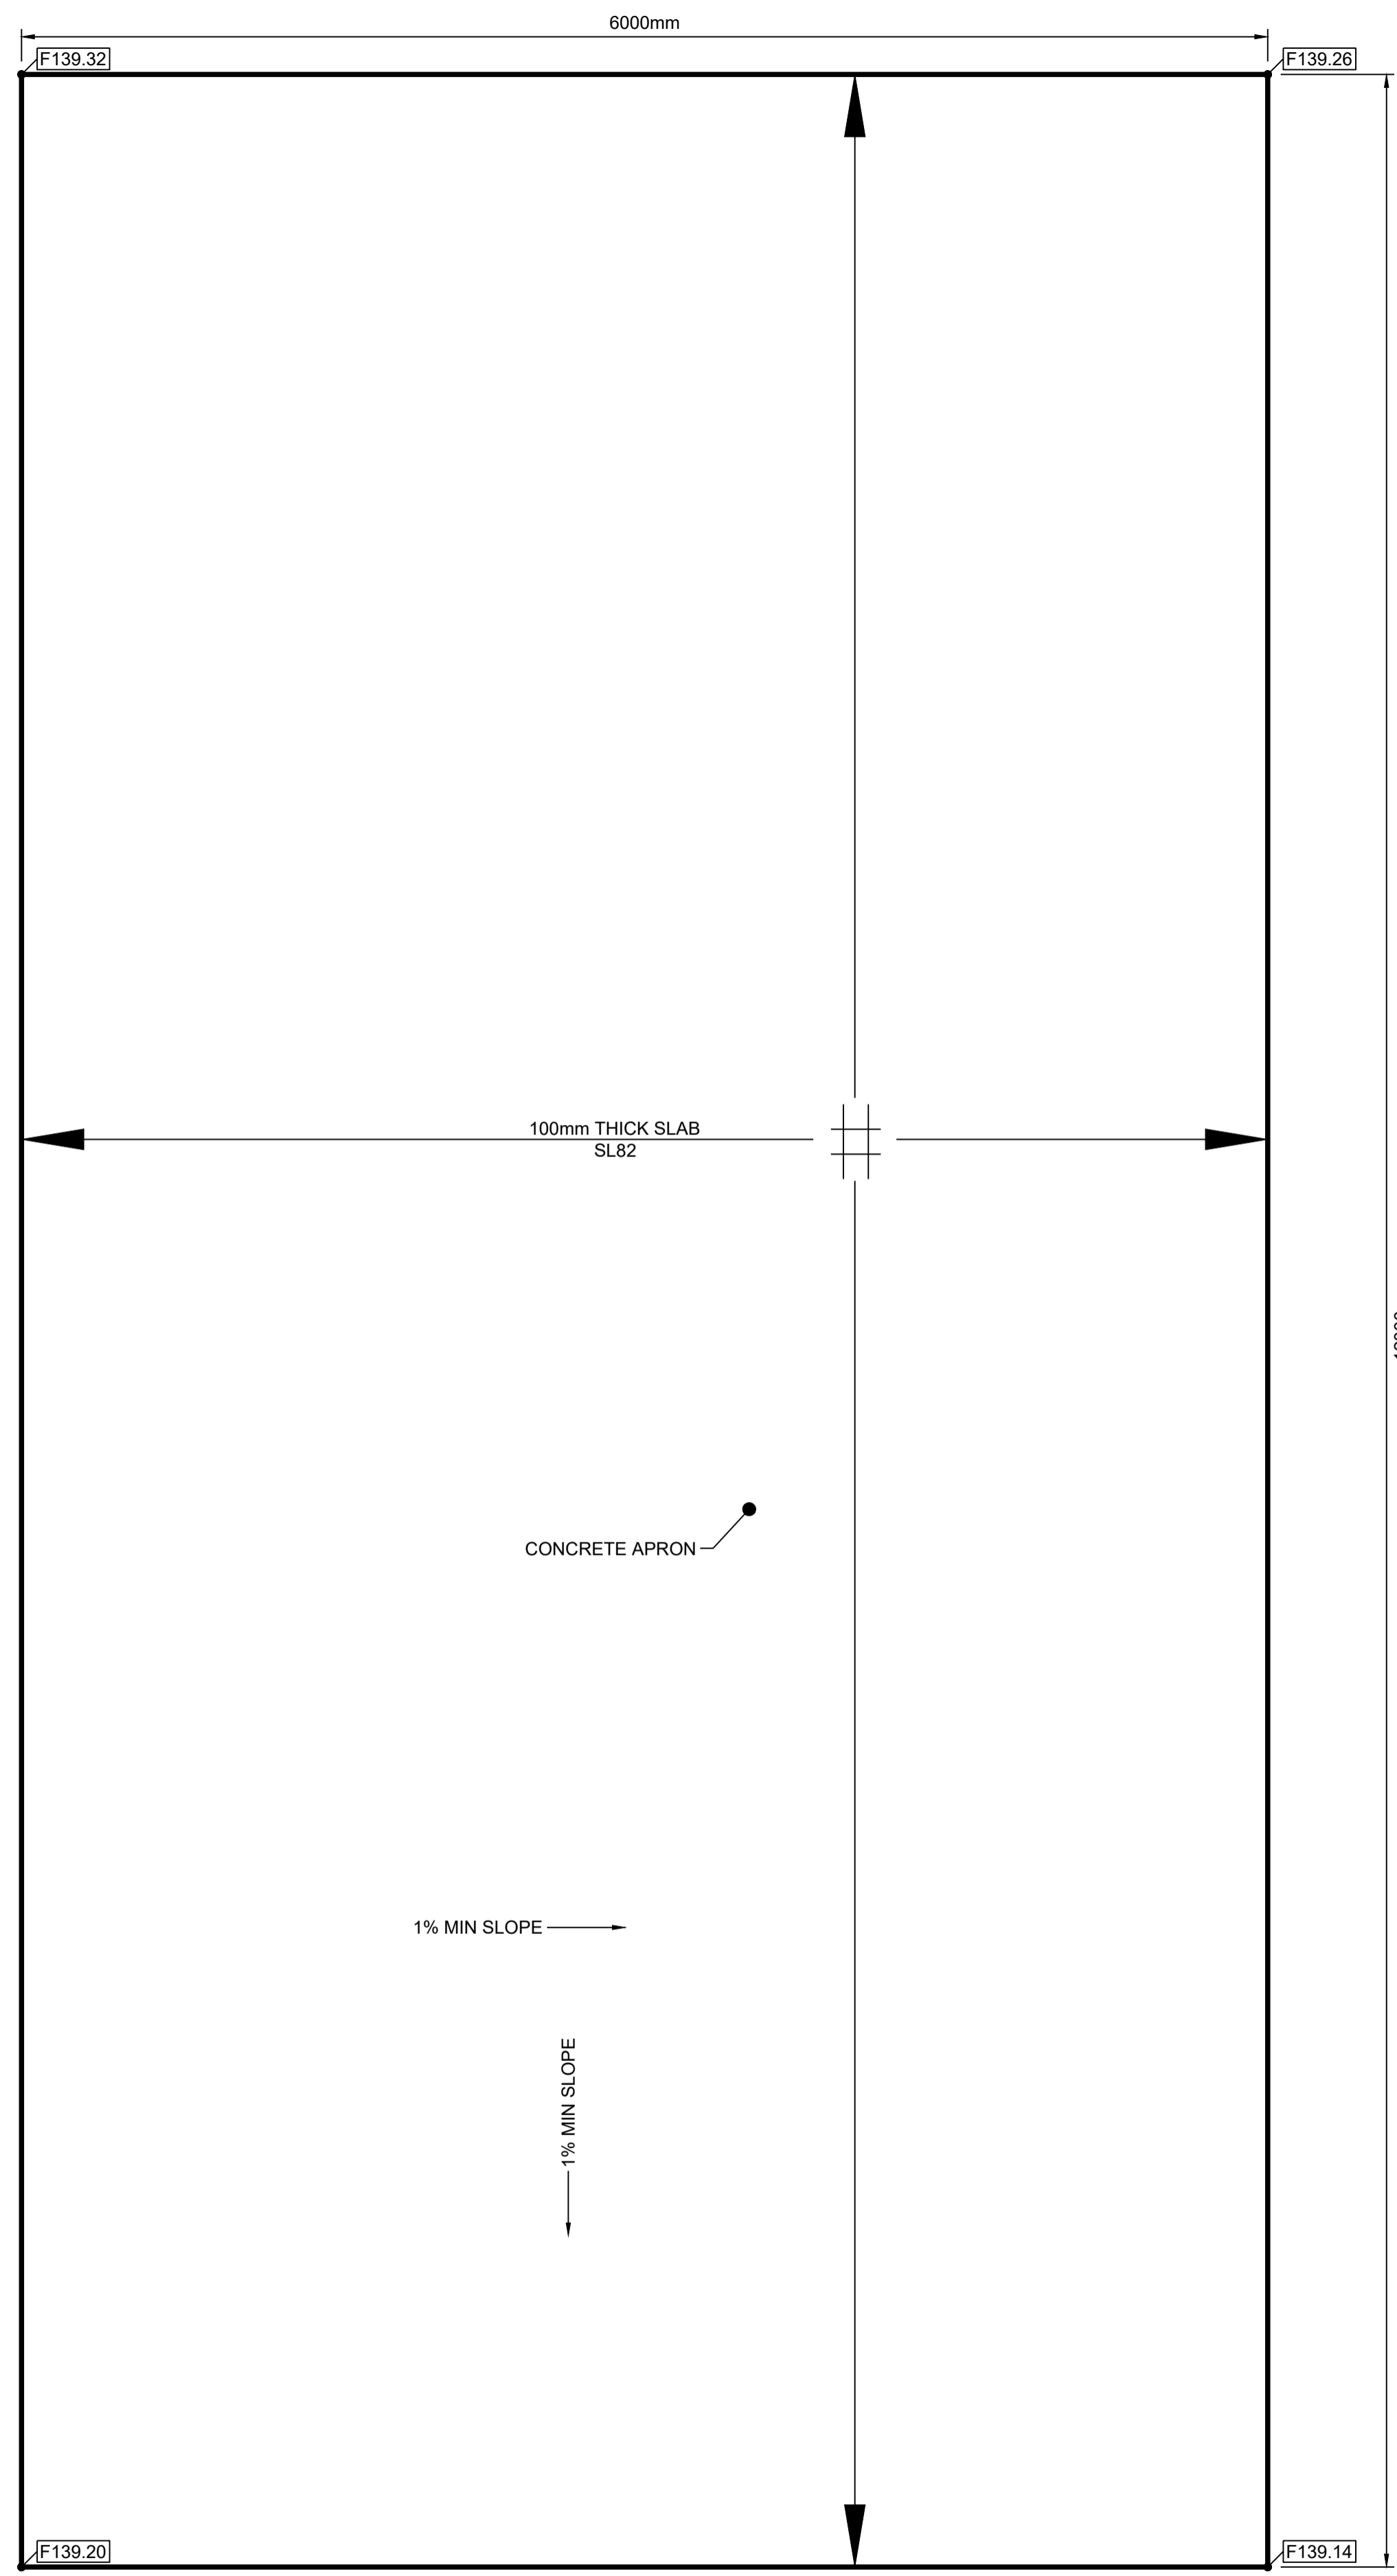 6000mm
F139.32
F139.26
100mm THICK SLAB
SL82
CONCRETE APRON
1% MIN SLOPE
1% MIN SLOPE
F139.20
F139.14